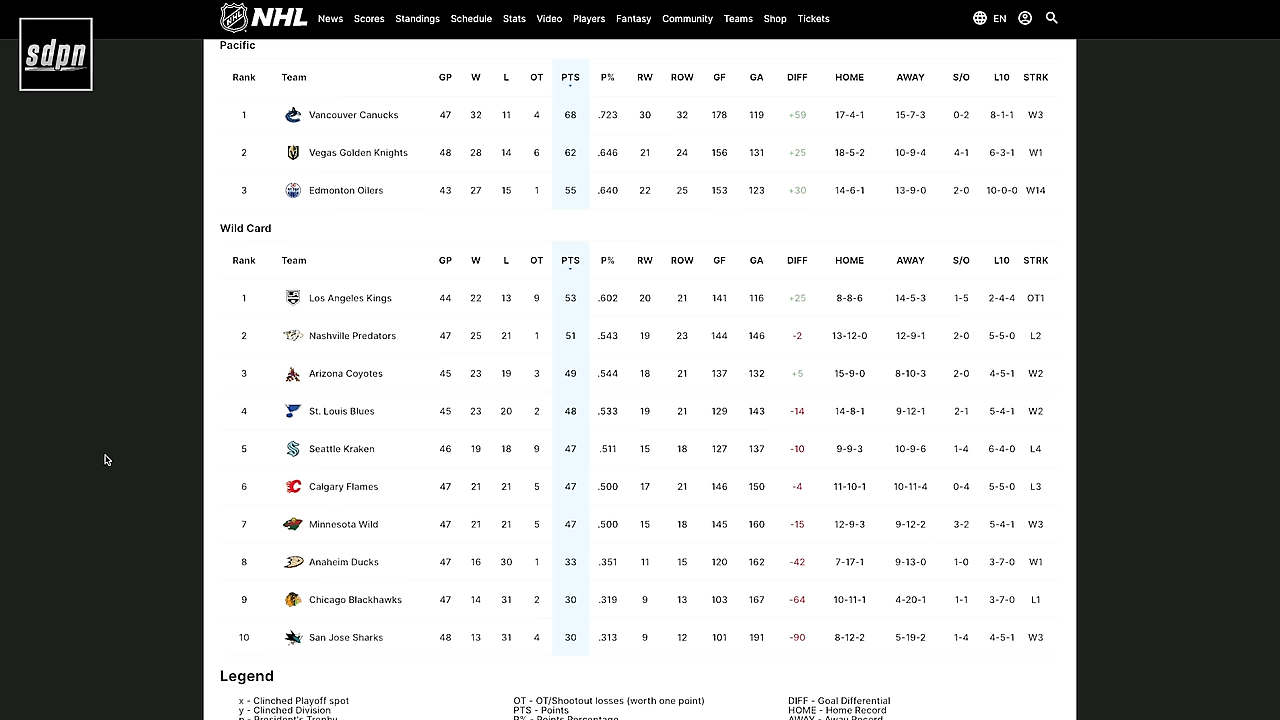 NHL News Scores Standings Schedule Stats Video Players Fantasy Community Teams Shop Tickets EN
sdpn
Pacific
Rank Team GP W L OT PTS P% RW ROW GF GA DIFF HOME AWAY S/O L10 STRK
1 Vancouver Canucks 47 32 11 4 68 .723 30 32 178 119 +59 17-4-1 15-7-3 0-2 8-1-1 W3
2 Vegas Golden Knights 48 28 14 6 62 .646 21 24 156 131 +25 18-5-2 10-9-4 4-1 6-3-1 W1
3 Edmonton Oilers 43 27 15 1 55 .640 22 25 153 123 +30 14-6-1 13-9-0 2-0 10-0-0 W14
Wild Card
Rank Team GP W L OT PTS P% RW ROW GF GA DIFF HOME AWAY S/O L10 STRK
1 Los Angeles Kings 44 22 13 9 53 .602 20 21 141 116 +25 8-8-6 14-5-3 1-5 2-4-4 OT1
2 Nashville Predators 47 25 21 1 51 .543 19 23 144 146 -2 13-12-0 12-9-1 2-0 5-5-0 L2
3 Arizona Coyotes 45 23 19 3 49 .544 18 21 137 132 +5 15-9-0 8-10-3 2-0 4-5-1 W2
4 St. Louis Blues 45 23 20 2 48 .533 19 21 129 143 -14 14-8-1 9-12-1 2-1 5-4-1 W2
5 Seattle Kraken 46 19 18 9 47 .511 15 18 127 137 -10 9-9-3 10-9-6 1-4 6-4-0 L4
6 Calgary Flames 47 21 21 5 47 .500 17 21 146 150 -4 11-10-1 10-11-4 0-4 5-5-0 L3
7 Minnesota Wild 47 21 21 5 47 .500 15 18 145 160 -15 12-9-3 9-12-2 3-2 5-4-1 W3
8 Anaheim Ducks 47 16 30 1 33 .351 11 15 120 162 -42 7-17-1 9-13-0 1-0 3-7-0 W1
9 Chicago Blackhawks 47 14 31 2 30 .319 9 13 103 167 -64 10-11-1 4-20-1 1-1 3-7-0 L1
10 San Jose Sharks 48 13 31 4 30 .313 9 12 101 191 -90 8-12-2 5-19-2 1-4 4-5-1 W3
Legend
x - Clinched Playoff spot OT - OT/Shootout losses (worth one point) DIFF - Goal Differential
y - Clinched Division PTS - Points HOME - Home Record
p - President's Trophy P% - Points Percentage AWAY - Away Record